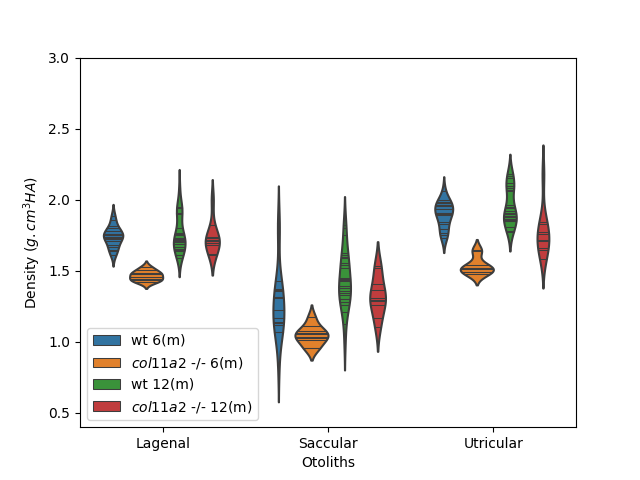 3.0
2.5
2.0
1.5
1.0
0.5
Density (g.cm³HA)
wt 6(m)
col11a2 -/- 6(m)
wt 12(m)
col11a2 -/- 12(m)
Lagenal Saccular Utricular
Otoliths